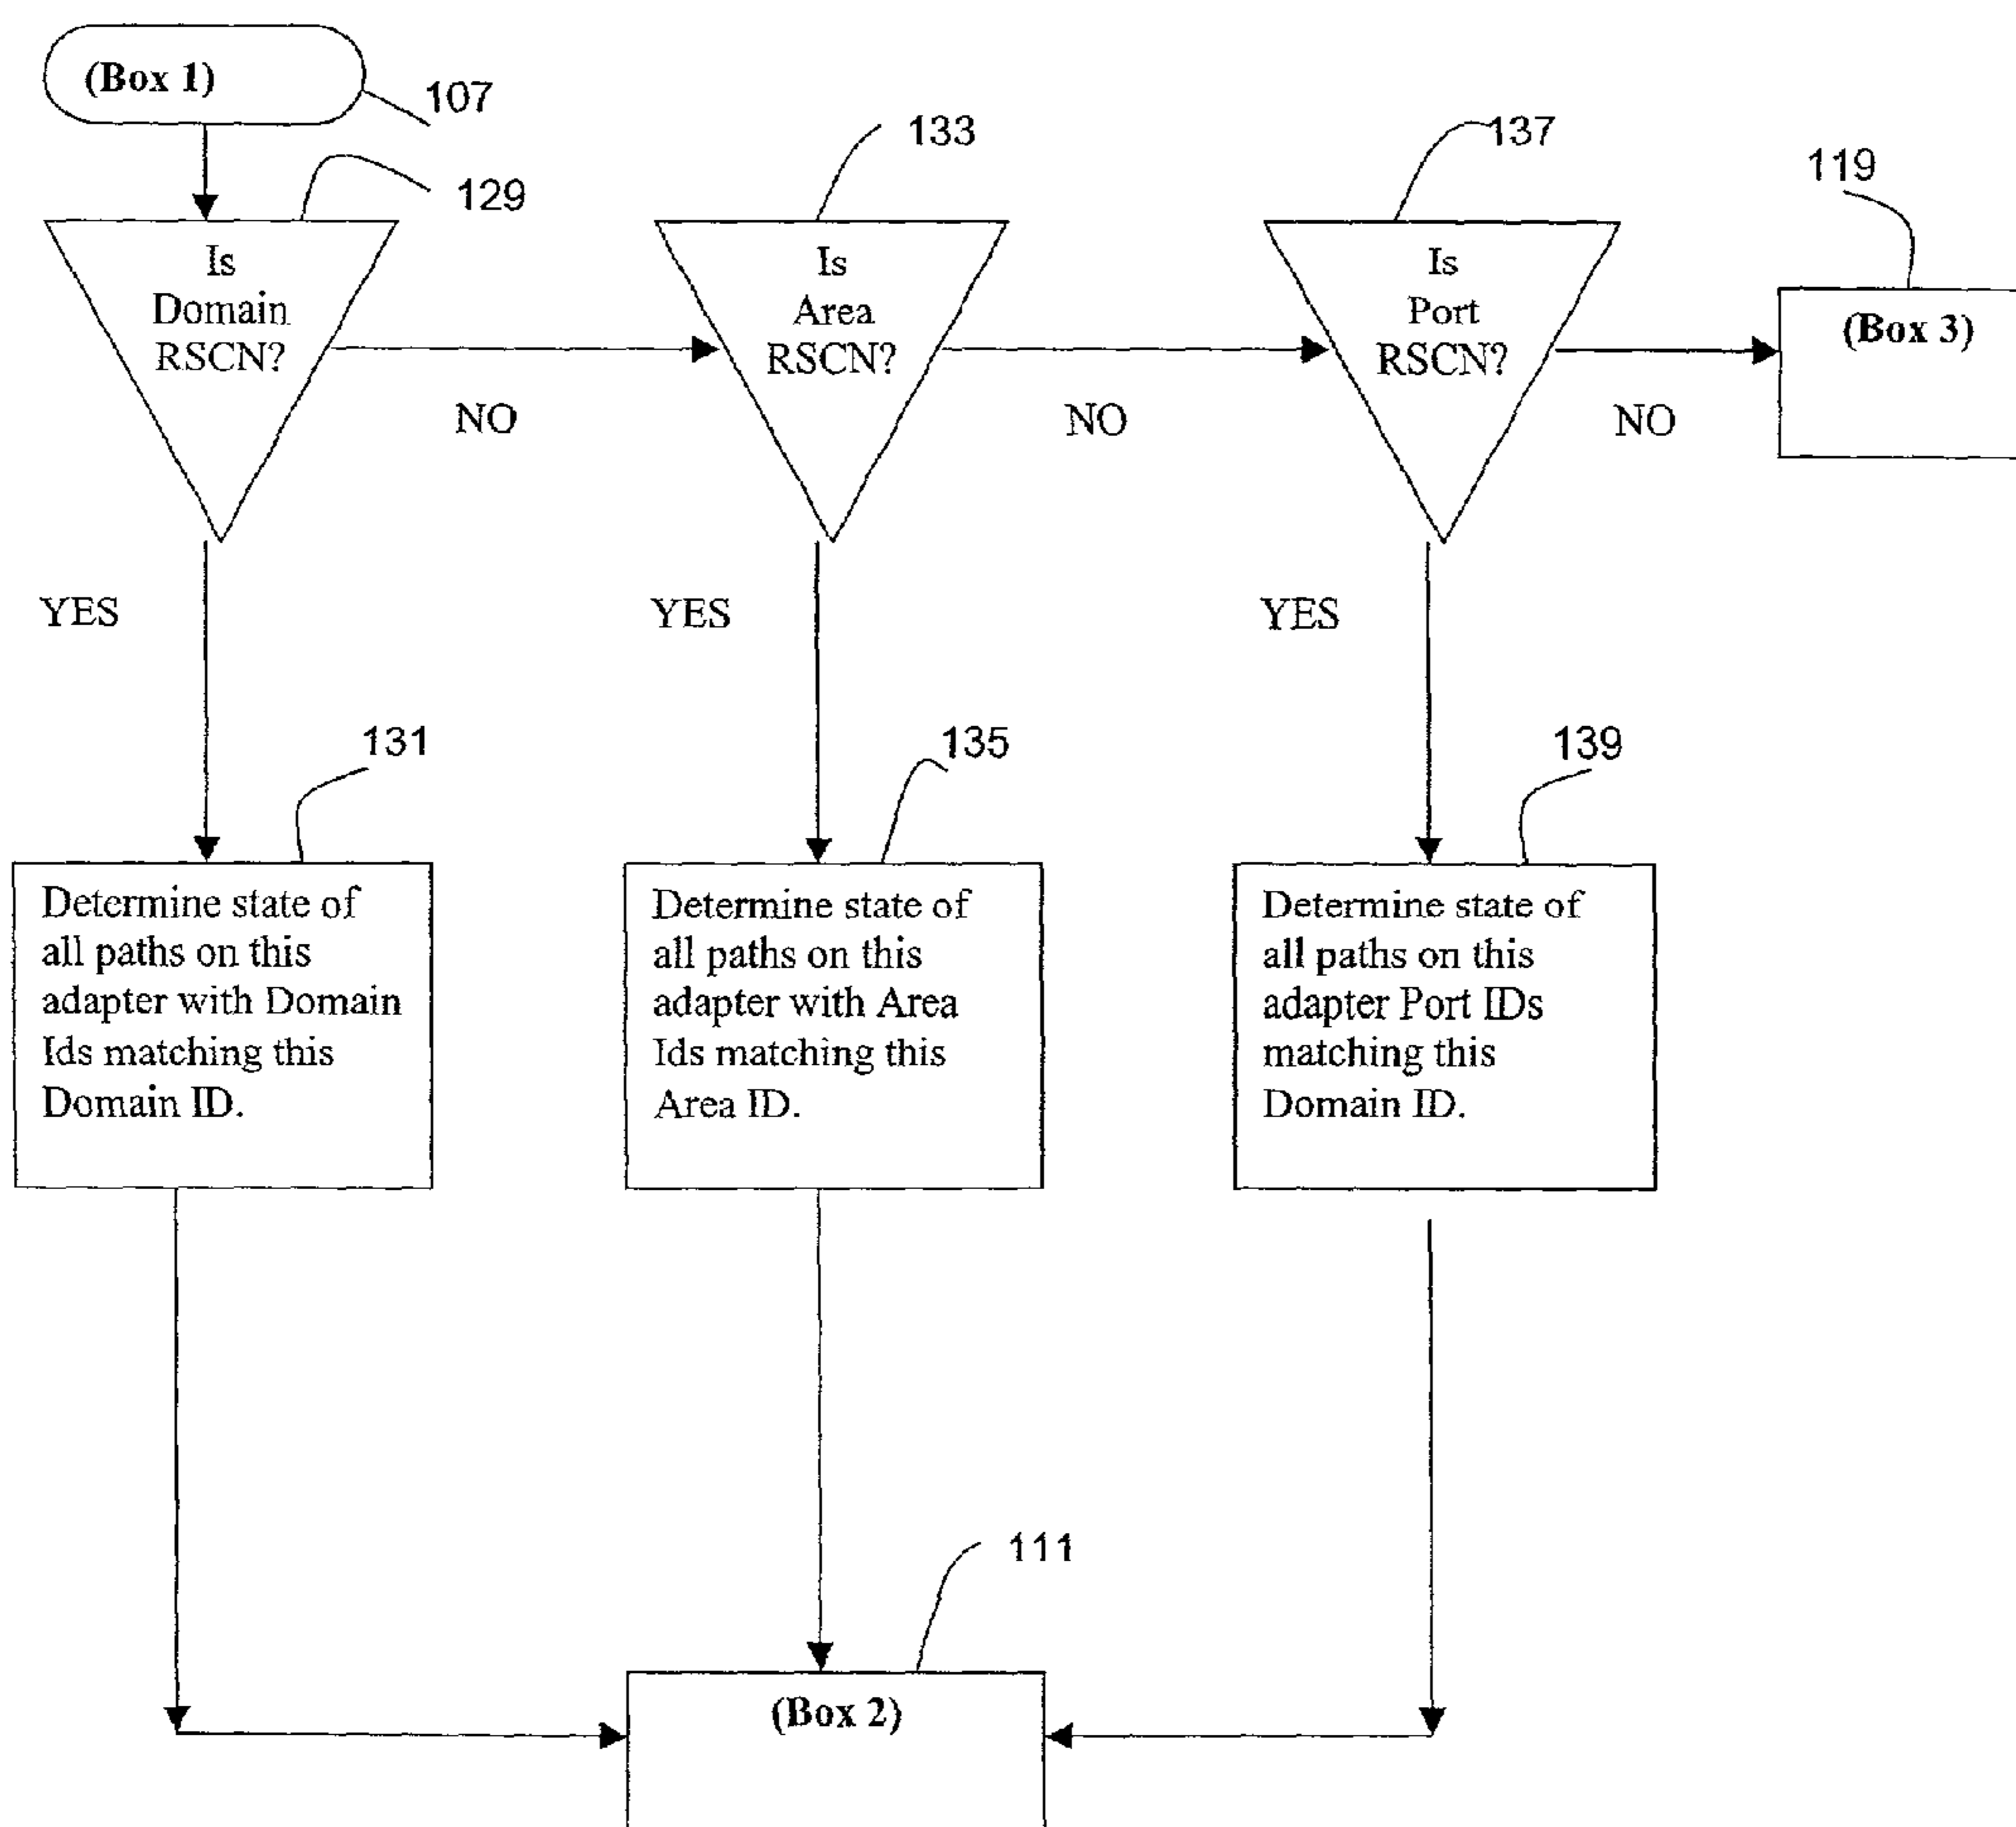 (Box 1)
107
129
133
137
119
Is
Domain
RSCN?
Is
Area
RSCN?
Is
Port
RSCN?
(Box 3)
NO
NO
NO
YES
YES
YES
131
135
139
Determine state of
all paths on this
adapter with Domain
Ids matching this
Domain ID.
Determine state of
all paths on this
adapter with Area
Ids matching this
Area ID.
Determine state of
all paths on this
adapter Port IDs
matching this
Domain ID.
111
(Box 2)